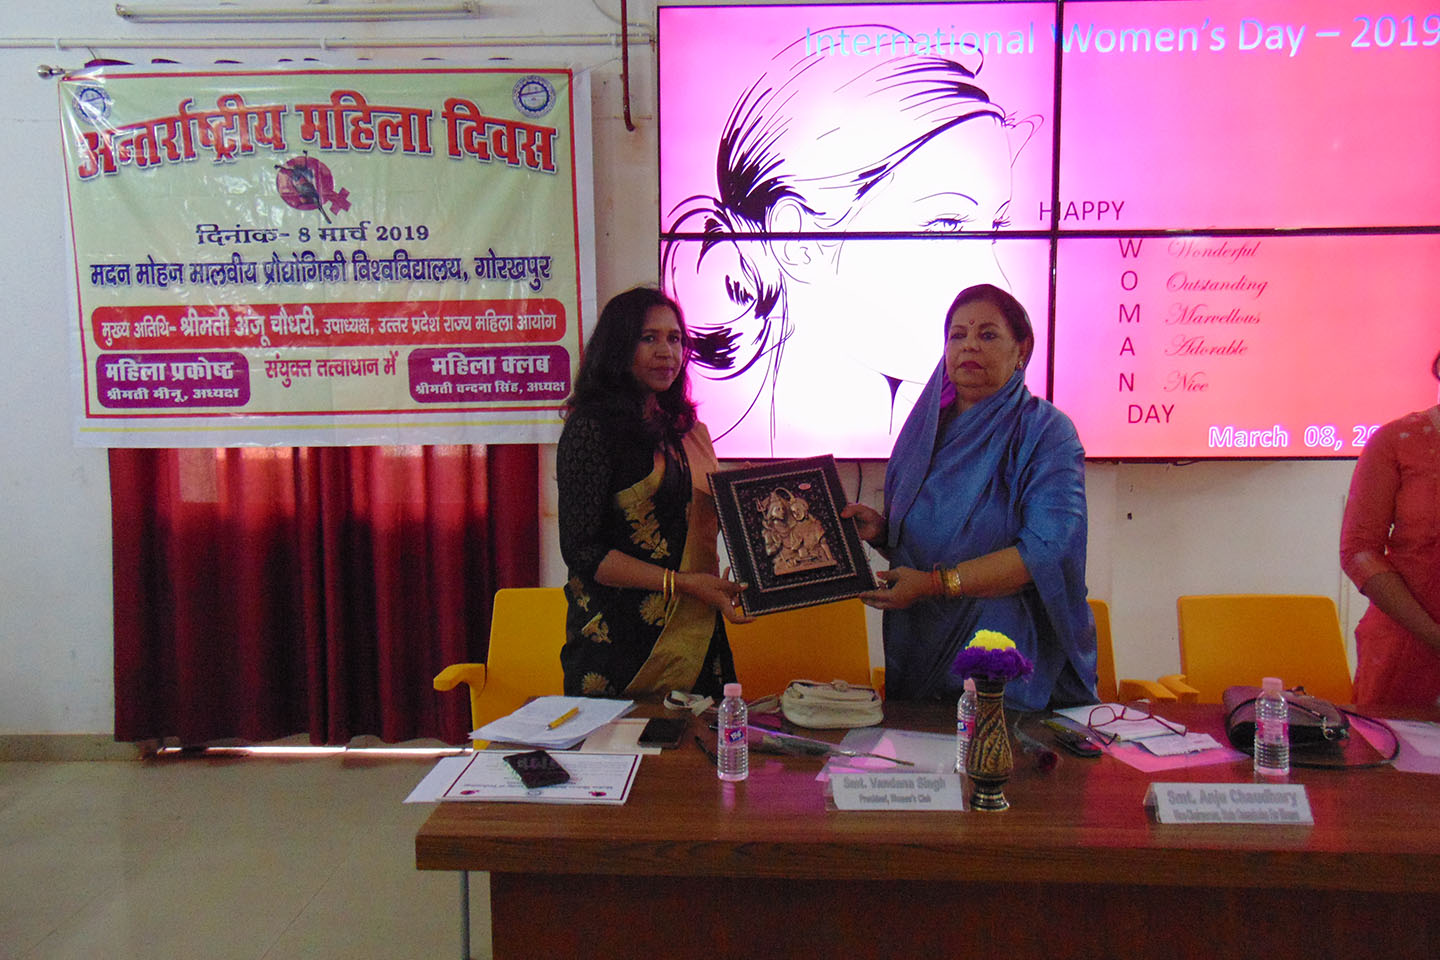 अन्तर्राष्ट्रीय महिला दिवस
दिनांक- 8 मार्च 2019
मदन मोहन मालवीय प्रौद्योगिकी विश्वविद्यालय, गोरखपुर
मुख्य अतिथि- श्रीमती अंजू चौधरी, उपाध्यक्ष, उत्तर प्रदेश राज्य महिला आयोग
महिला प्रकोष्ठ
श्रीमती मीनू, अध्यक्ष
संयुक्त तत्वाधान में
महिला क्लब
श्रीमती वन्दना सिंह, अध्यक्ष
International Women's Day – 2019
HAPPY
W Wonderful
O Outstanding
M Marvellous
A Adorable
N Nice
DAY
March 08, 20
Smt. Vandana Singh
President, Women's Club
Smt. Anju Chaudhary